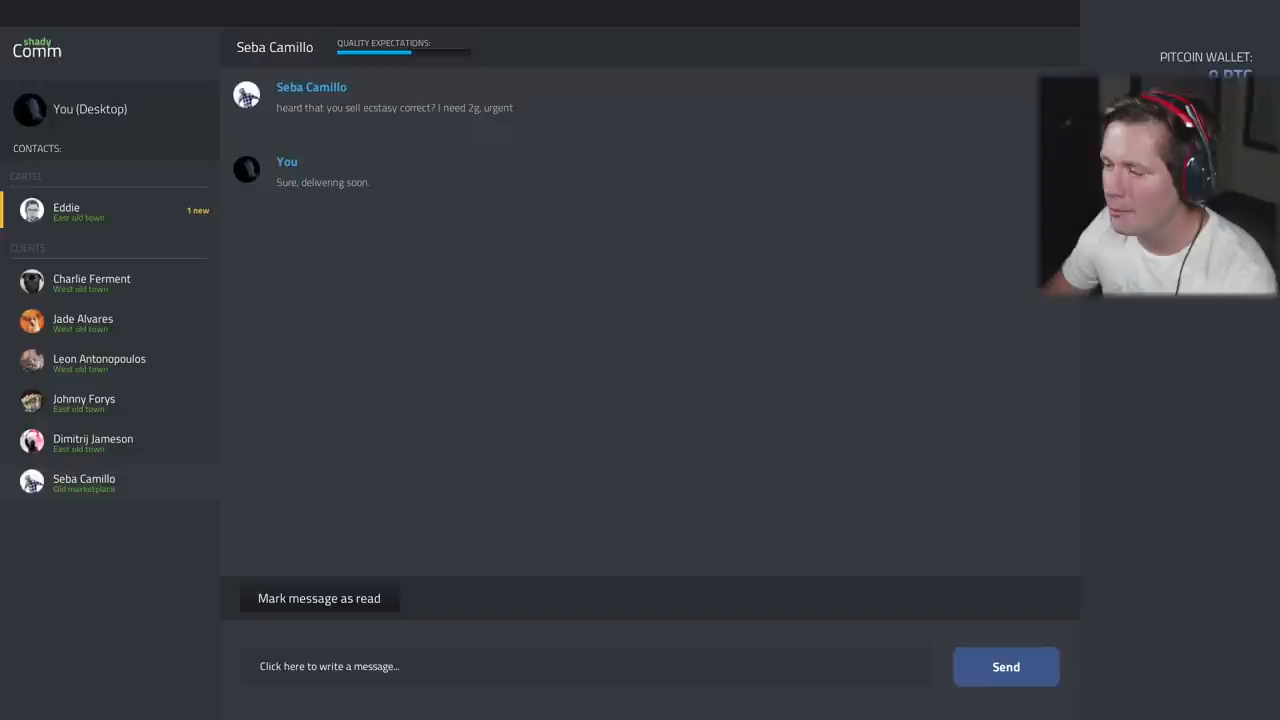 shady
Comm
Seba Camillo
QUALITY EXPECTATIONS:
PITCOIN WALLET:
You (Desktop)
CONTACTS:
CARTEL
Eddie
East old town
1 new
CLIENTS
Charlie Ferment
West old town
Jade Alvares
West old town
Leon Antonopoulos
West old town
Johnny Forys
East old town
Dimitrij Jameson
East old town
Seba Camillo
Old marketplace
Seba Camillo
heard that you sell ecstasy correct? I need 2g, urgent
You
Sure, delivering soon.
Mark message as read
Click here to write a message...
Send